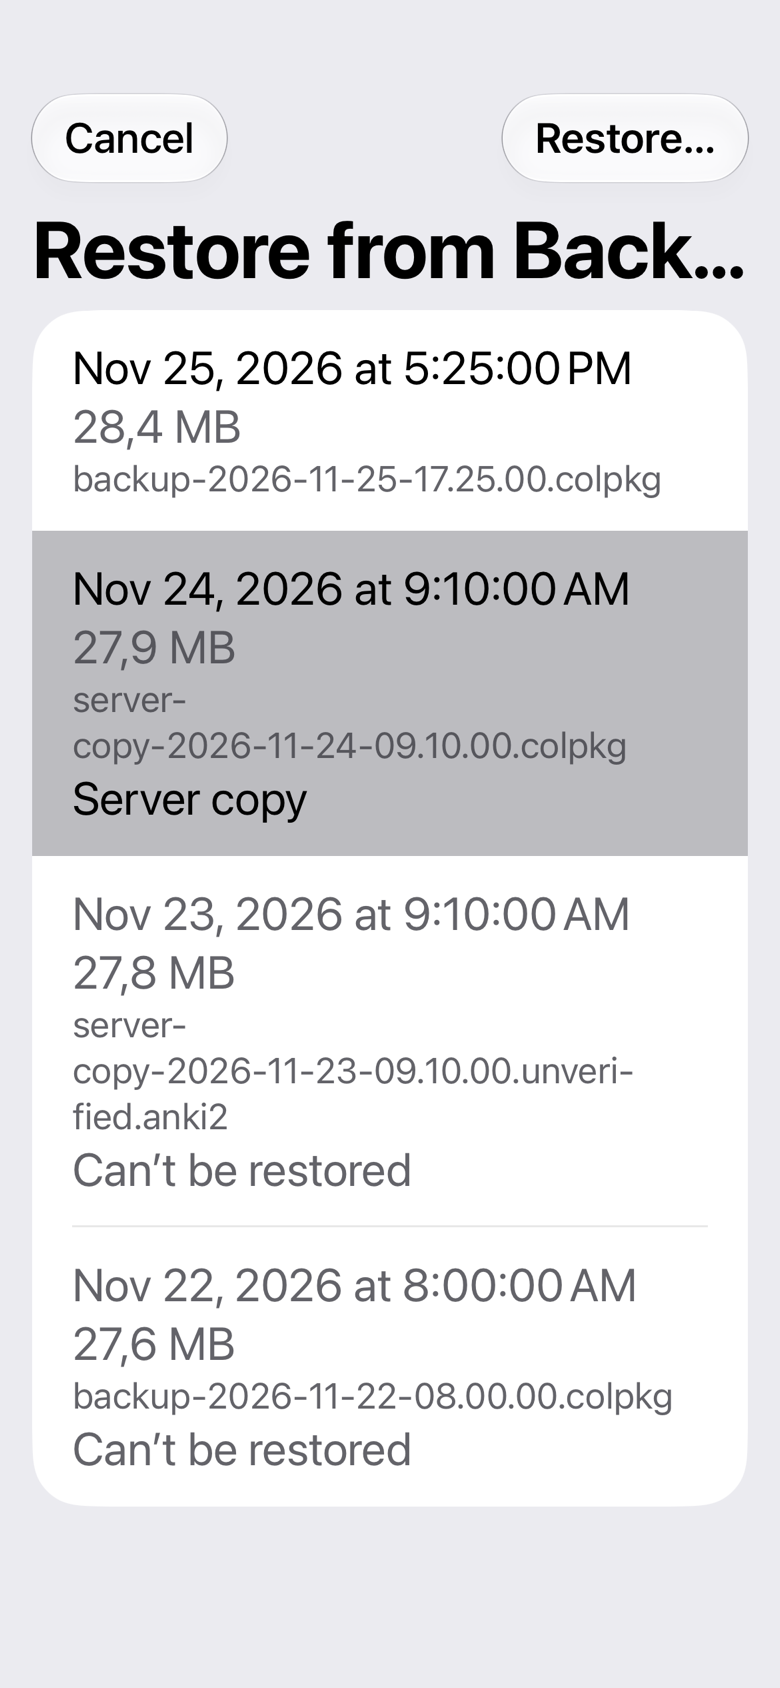 Cancel
Restore...
Restore from Back...
Nov 25, 2026 at 5:25:00 PM
28,4 MB
backup-2026-11-25-17.25.00.colpkg
Nov 24, 2026 at 9:10:00 AM
27,9 MB
server-
copy-2026-11-24-09.10.00.colpkg
Server copy
Nov 23, 2026 at 9:10:00 AM
27,8 MB
server-
copy-2026-11-23-09.10.00.unveri-
fied.anki2
Can’t be restored
Nov 22, 2026 at 8:00:00 AM
27,6 MB
backup-2026-11-22-08.00.00.colpkg
Can’t be restored